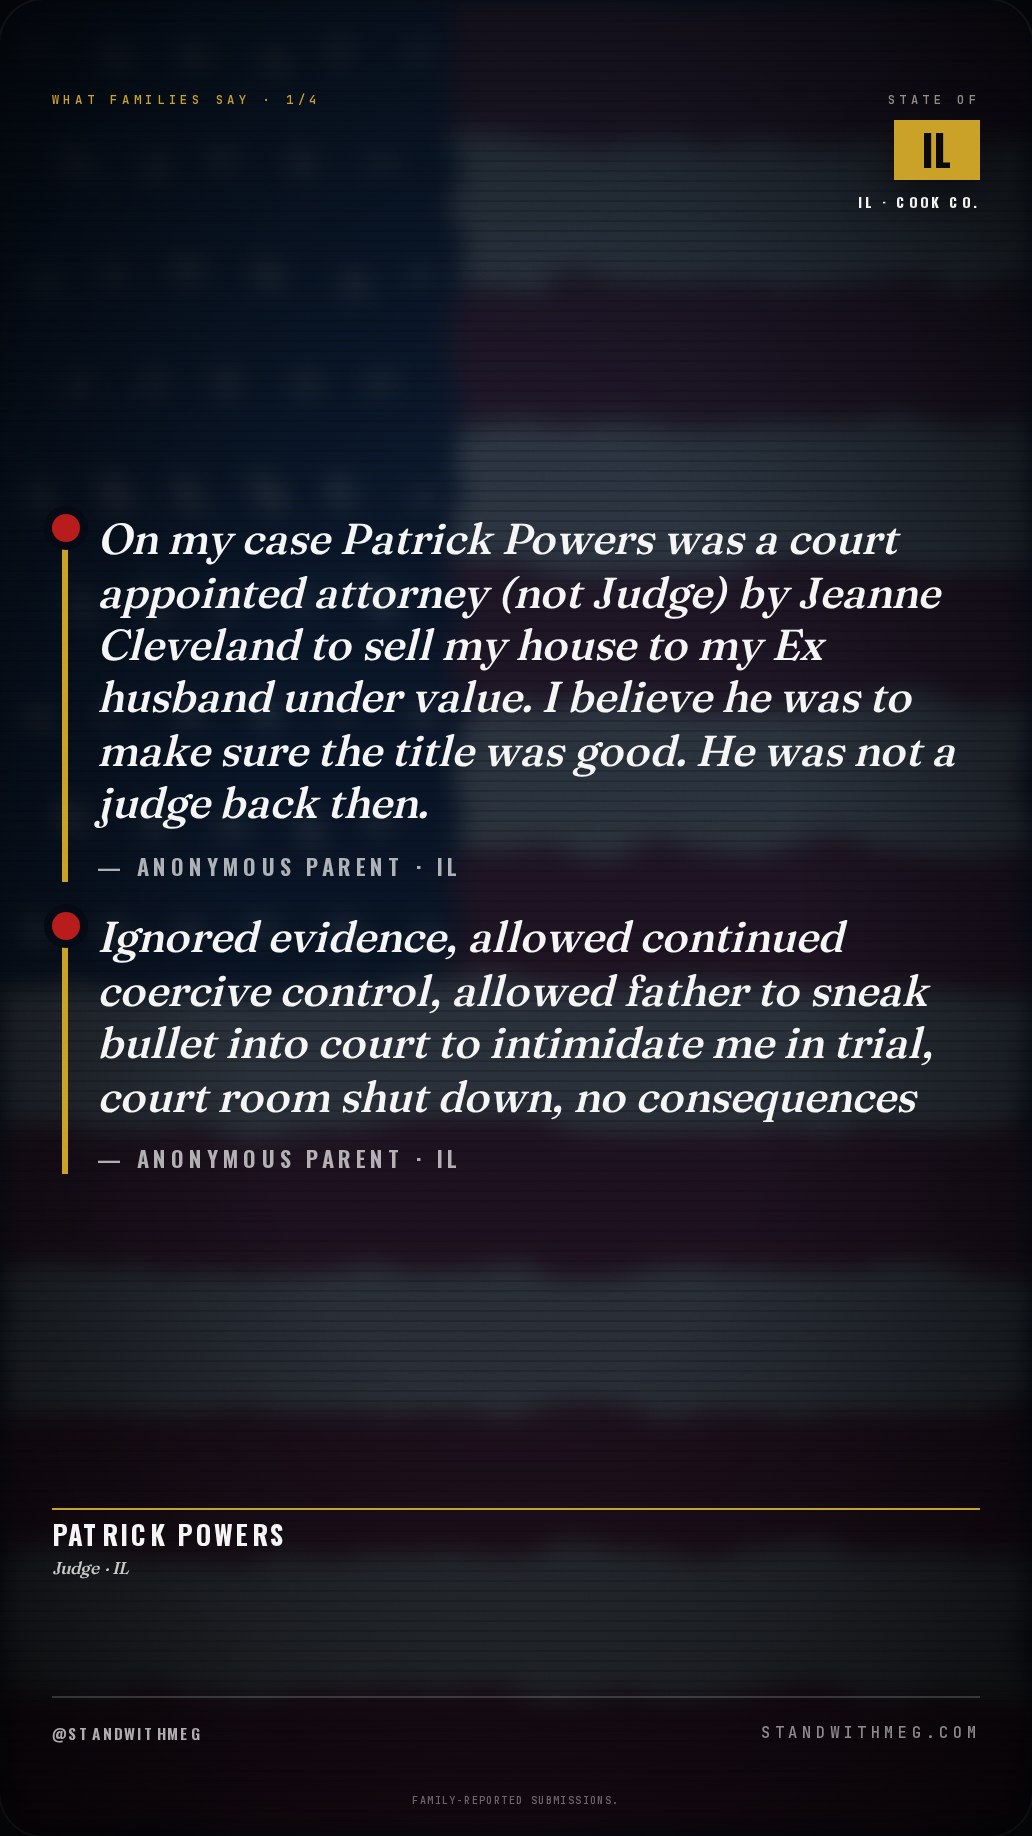 WHAT FAMILIES SAY · 1/4
STATE OF
IL
IL · COOK CO.
On my case Patrick Powers was a court
appointed attorney (not Judge) by Jeanne
Cleveland to sell my house to my Ex
husband under value. I believe he was to
make sure the title was good. He was not a
judge back then.
— ANONYMOUS PARENT · IL
Ignored evidence, allowed continued
coercive control, allowed father to sneak
bullet into court to intimidate me in trial,
court room shut down, no consequences
— ANONYMOUS PARENT · IL
PATRICK POWERS
Judge · IL
@STANDWITHMEG
STANDWITHMEG.COM
FAMILY-REPORTED SUBMISSIONS.